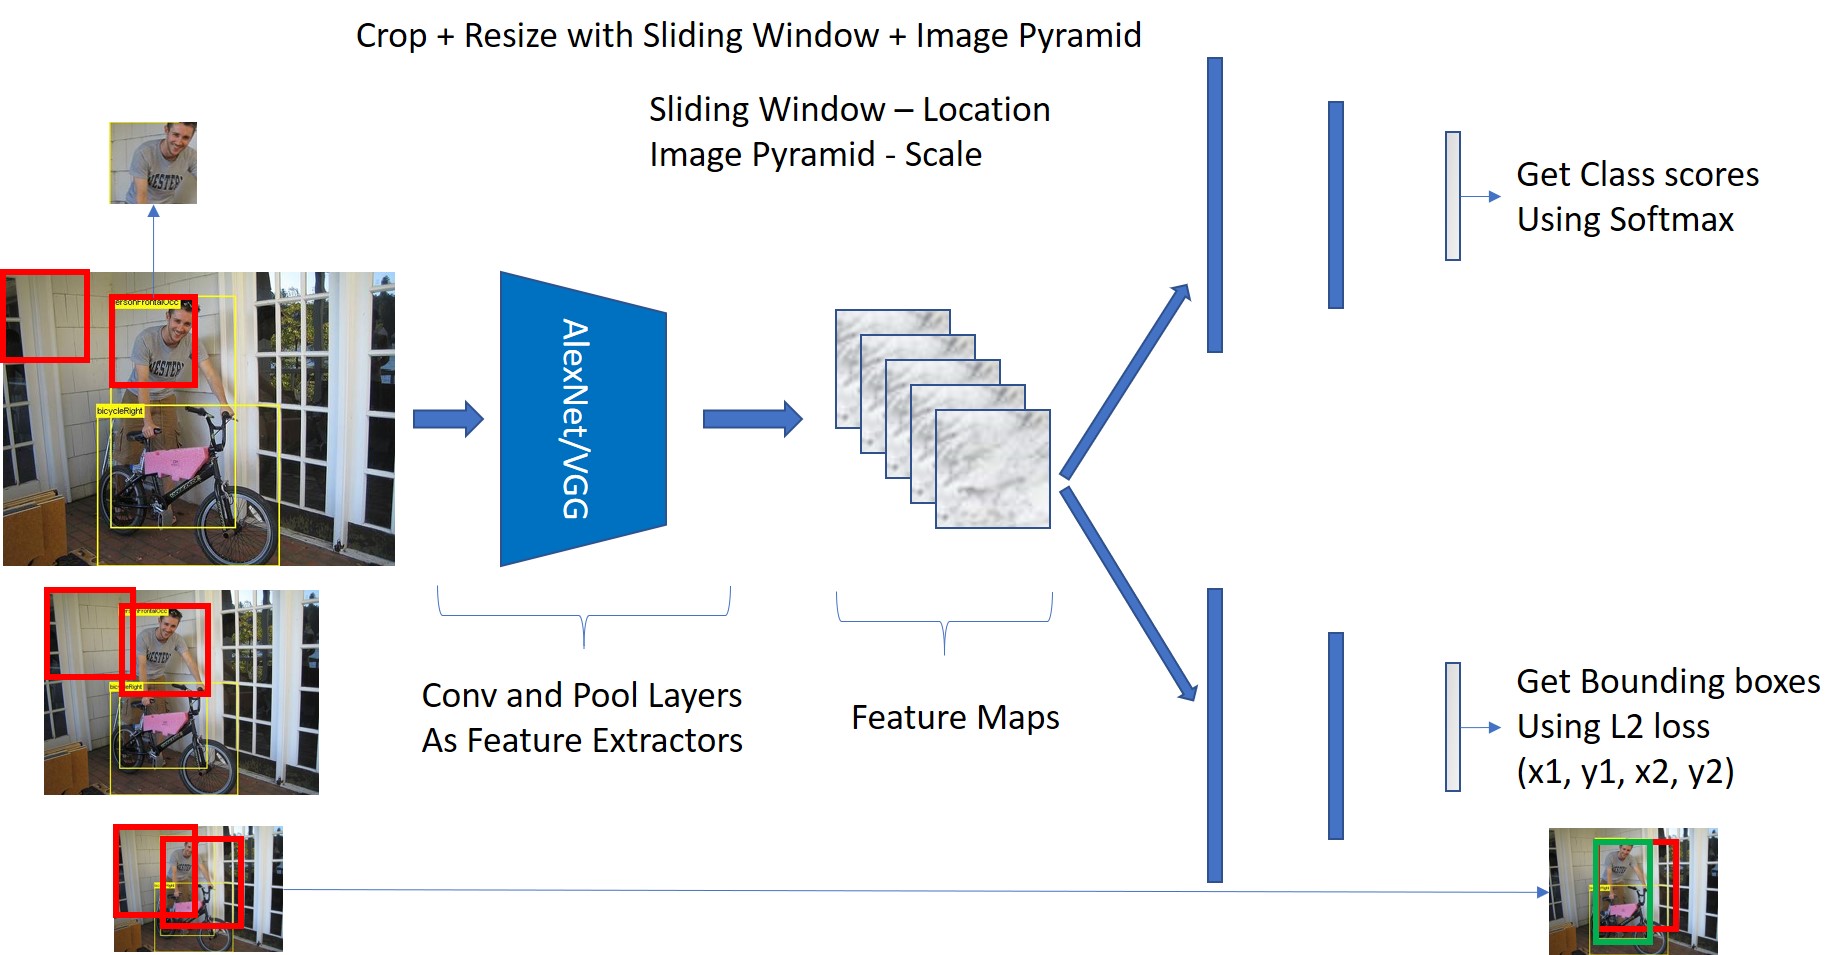 Crop + Resize with Sliding Window + Image Pyramid
Sliding Window – Location
Image Pyramid - Scale
Get Class scores
Using Softmax
AlexNet/VGG
bicycleRight
Conv and Pool Layers
As Feature Extractors
Feature Maps
Get Bounding boxes
Using L2 loss
(x1, y1, x2, y2)